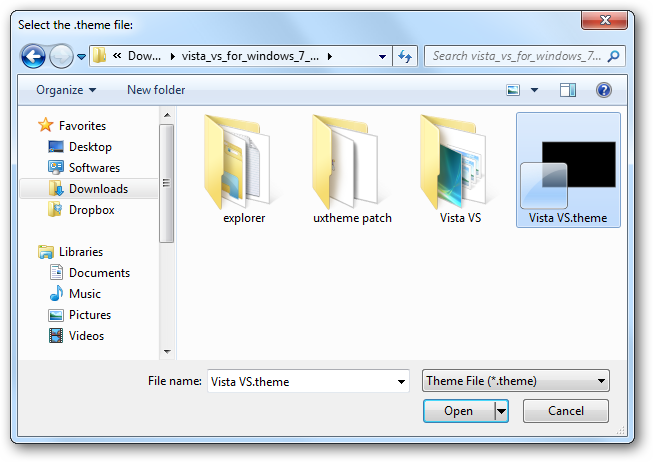 Select the .theme file:
« Dow... ▸ vista_vs_for_windows_7_... ▸
Search vista_vs_for_windows_7...
Organize
New folder
Favorites
Desktop
Softwares
Downloads
Dropbox
Libraries
Documents
Music
Pictures
Videos
explorer
uxtheme patch
Vista VS
Vista VS.theme
File name:
Vista VS.theme
Theme File (*.theme)
Open
Cancel